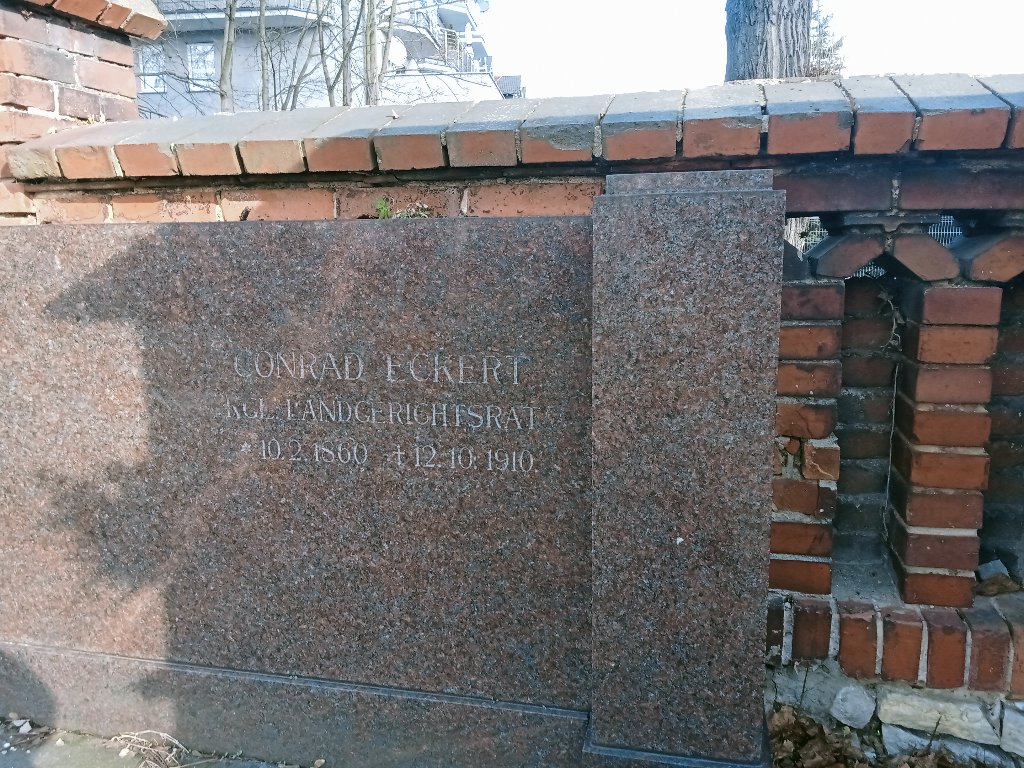 CONRAD ECKERT
KGL. LANDGERICHTSRAT
* 10.2.1860 † 12.10.1910